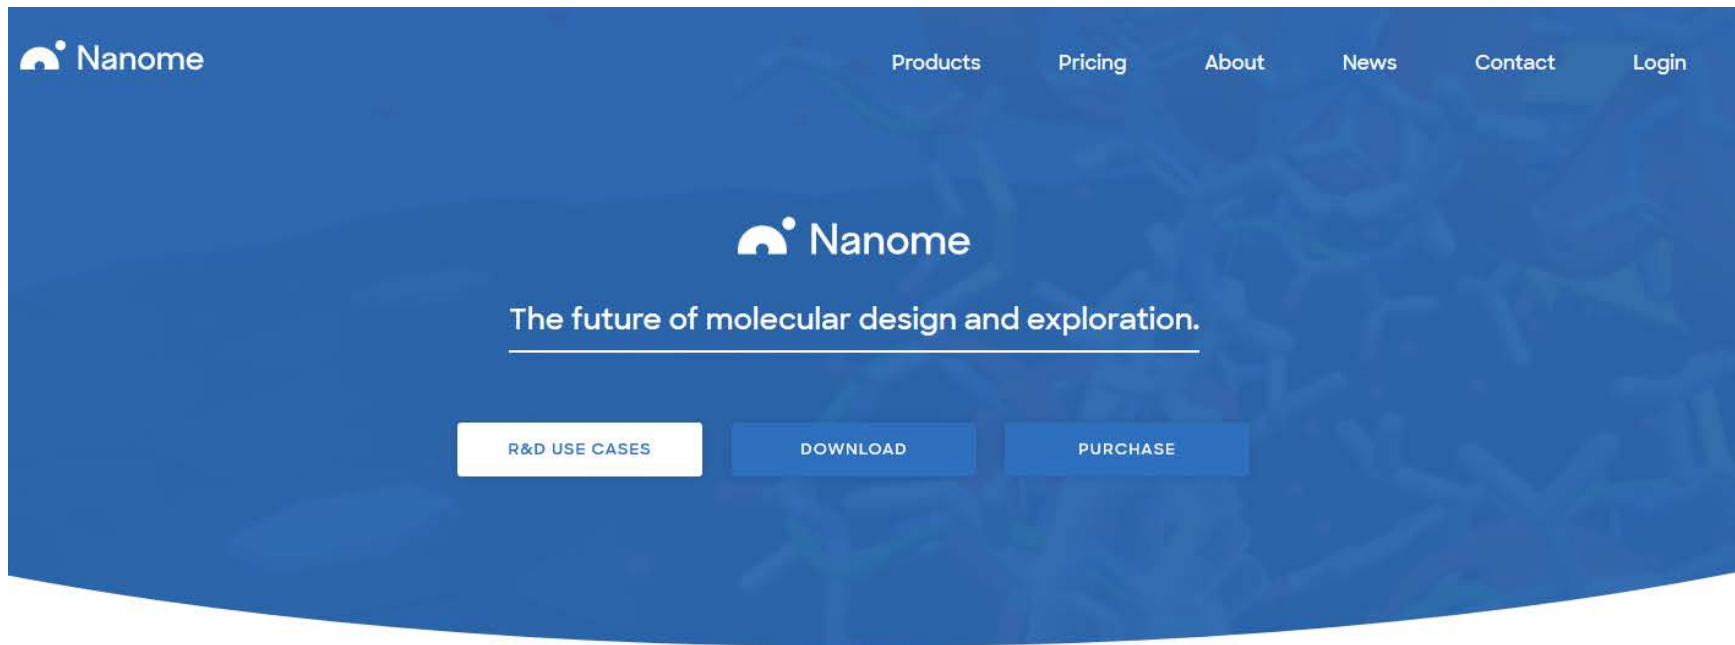 Nanome Products Pricing About News Contact Login
Nanome
The future of molecular design and exploration.
R&D USE CASES DOWNLOAD PURCHASE